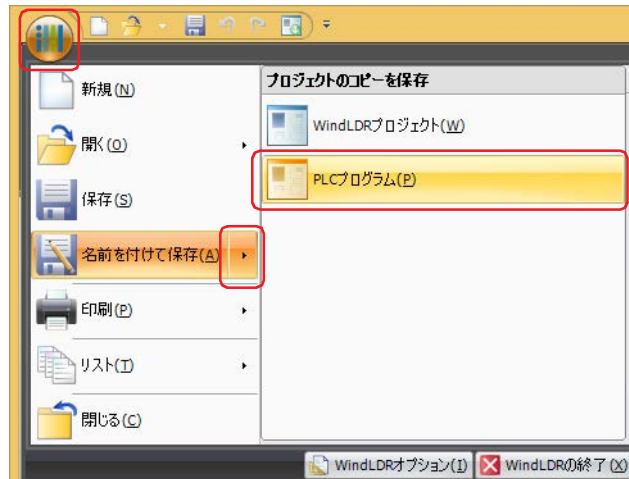 新規(N)
開く(O)
保存(S)
名前を付けて保存(A)
印刷(P)
リスト(T)
閉じる(C)
プロジェクトのコピーを保存
WindLDRプロジェクト(W)
PLCプログラム(P)
WindLDRオプション(I)
WindLDRの終了(X)